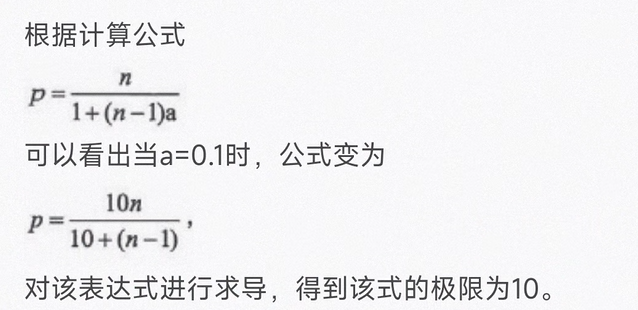 根据计算公式
p = n / (1+(n−1)a)
可以看出当a=0.1时，公式变为
p = 10n / (10+(n−1)) ,
对该表达式进行求导，得到该式的极限为10。